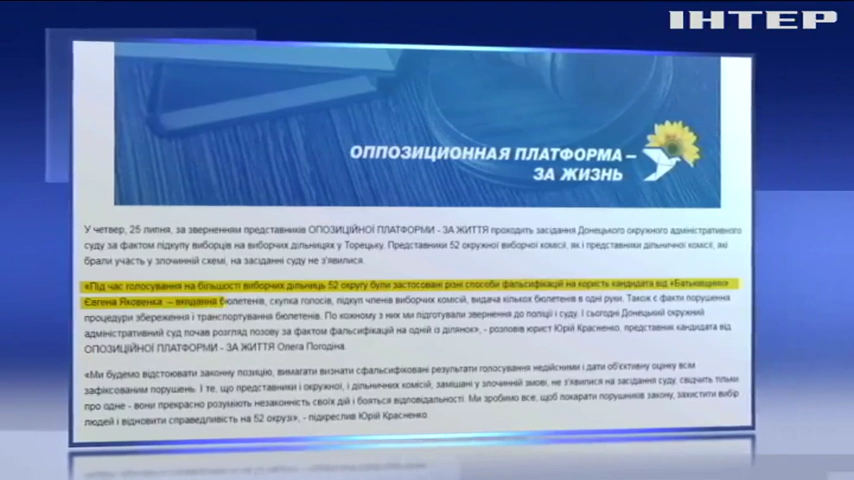 ІНТЕР
ОППОЗИЦИОННАЯ ПЛАТФОРМА –
ЗА ЖИЗНЬ
У четвер, 25 липня, за зверненням представників ОПОЗИЦІЙНОЇ ПЛАТФОРМИ - ЗА ЖИТТЯ проходить засідання Донецького окружного адміністративного
суду за фактом підкупу виборців на виборчих дільницях у Торецьку. Представники 52 окружної виборчої комісії, як і представники дільничної комісії, які
брали участь у злочинній схемі, на засіданні суду не з'явилися.
«Під час голосування на більшості виборчих дільниць 52 округу були застосовані різні способи фальсифікацій на користь кандидата від «Батьківщини»
Євгена Яковенка – вкидання бюлетенів, скупка голосів, підкуп членів виборчих комісій, видача кількох бюлетенів в одні руки. Також є факти порушення
процедури збереження і транспортування бюлетенів. По кожному з них ми підготували звернення до поліції і суду. І сьогодні Донецький окружний
адміністративний суд почав розгляд позову за фактом фальсифікацій на одній із ділянок», - розповів юрист Юрій Красненко, представник кандидата від
ОПОЗИЦІЙНОЇ ПЛАТФОРМИ - ЗА ЖИТТЯ Олега Погодіна.
«Ми будемо відстоювати законну позицію, вимагати визнати сфальсифіковані результати голосування недійсними і дати об'єктивну оцінку всім
зафіксованим порушень. І те, що представники і окружної, і дільничних комісій, замішані у злочинній змові, не з'явилися на засідання суду, свідчить тільки
про одне - вони прекрасно розуміють незаконність своїх дій і бояться відповідальності. Ми зробимо все, щоб покарати порушників закону, захистити вибір
людей і відновити справедливість на 52 окрузі», - підкреслив Юрій Красненко.